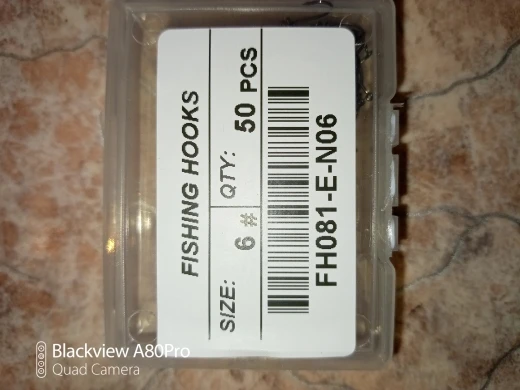 FISHING HOOKS
SIZE: 6 # QTY: 50 PCS
FH081-E-N06
Blackview A80Pro
Quad Camera